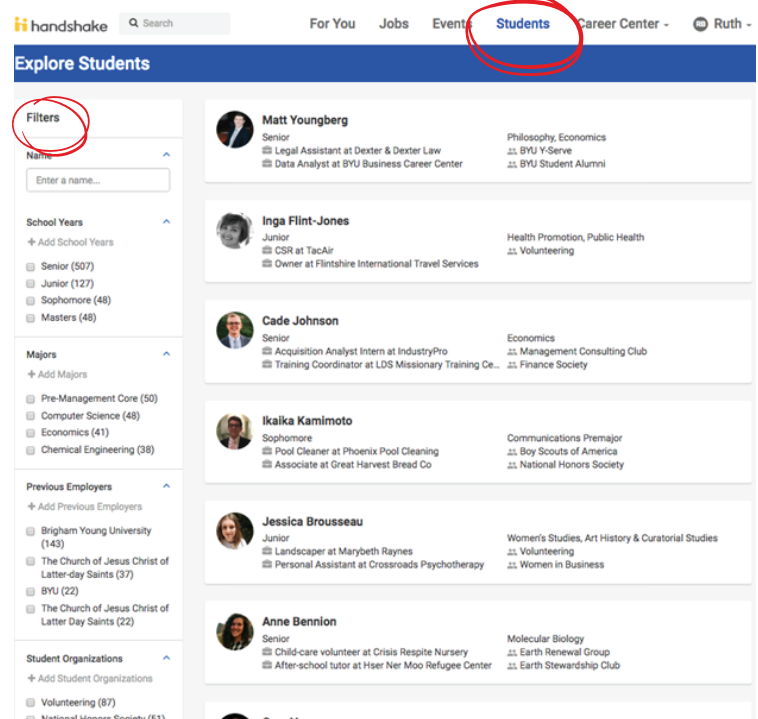 handshake
Search
For You
Jobs
Events
Students
Career Center
RB
Ruth
Explore Students
Filters
Name
Enter a name...
School Years
+ Add School Years
Senior (507)
Junior (127)
Sophomore (48)
Masters (48)
Majors
+ Add Majors
Pre-Management Core (50)
Computer Science (48)
Economics (41)
Chemical Engineering (38)
Previous Employers
+ Add Previous Employers
Brigham Young University
(143)
The Church of Jesus Christ of
Latter-day Saints (37)
BYU (22)
The Church of Jesus Christ of
Latter Day Saints (22)
Student Organizations
+ Add Student Organizations
Volunteering (87)
National Honors Society (51)
Matt Youngberg
Senior
Legal Assistant at Dexter & Dexter Law
Data Analyst at BYU Business Career Center
Philosophy, Economics
BYU Y-Serve
BYU Student Alumni
Inga Flint-Jones
Junior
CSR at TacAir
Owner at Flintshire International Travel Services
Health Promotion, Public Health
Volunteering
Cade Johnson
Senior
Acquisition Analyst Intern at IndustryPro
Training Coordinator at LDS Missionary Training Ce...
Economics
Management Consulting Club
Finance Society
Ikaika Kamimoto
Sophomore
Pool Cleaner at Phoenix Pool Cleaning
Associate at Great Harvest Bread Co
Communications Premajor
Boy Scouts of America
National Honors Society
Jessica Brousseau
Junior
Landscaper at Marybeth Raynes
Personal Assistant at Crossroads Psychotherapy
Women's Studies, Art History & Curatorial Studies
Volunteering
Women in Business
Anne Bennion
Senior
Child-care volunteer at Crisis Respite Nursery
After-school tutor at Hser Ner Moo Refugee Center
Molecular Biology
Earth Renewal Group
Earth Stewardship Club